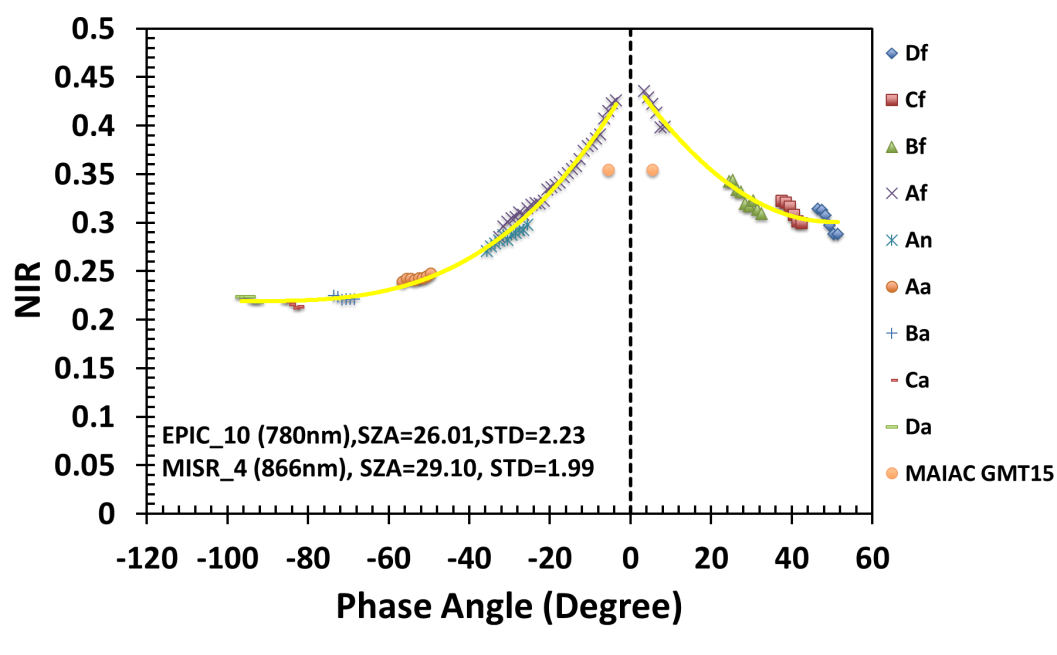 0.5
0.45
0.4
0.35
0.3
0.25
0.2
0.15
0.1
0.05
0
NIR
EPIC_10 (780nm),SZA=26.01,STD=2.23
MISR_4 (866nm), SZA=29.10, STD=1.99
-120 -100 -80 -60 -40 -20 0 20 40 60
Phase Angle (Degree)
Df
Cf
Bf
Af
An
Aa
Ba
Ca
Da
MAIAC GMT15